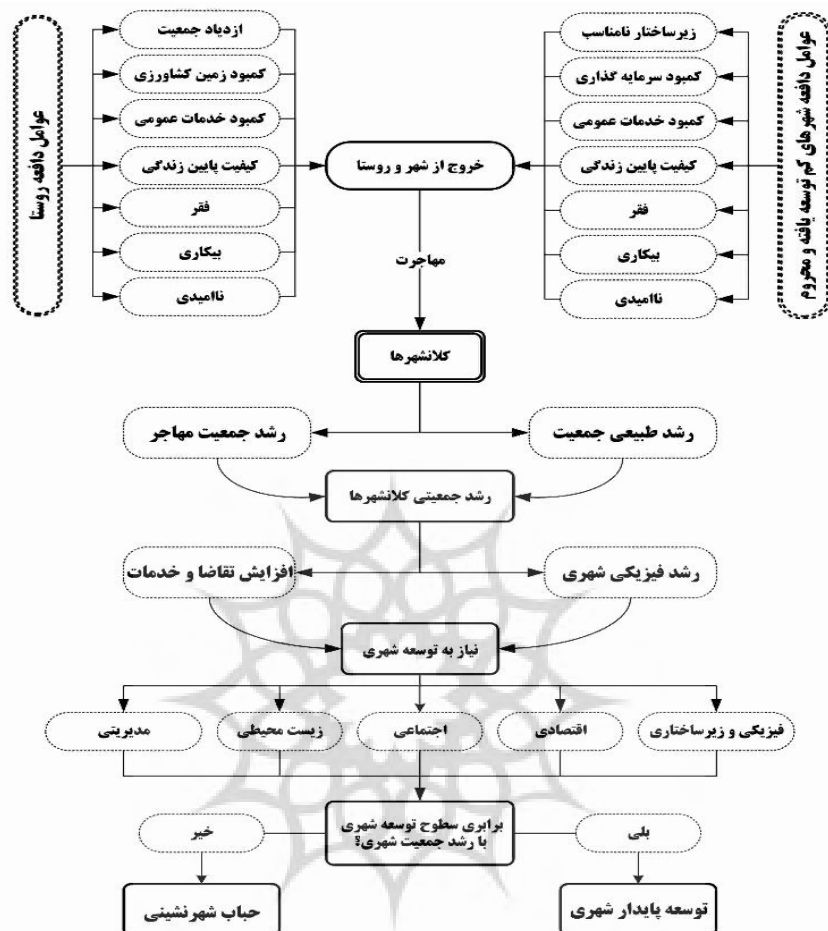 عوامل دافعه شهرهای کم توسعه یافته و محروم
زیرساختار نامناسب
کمبود سرمایه گذاری
کمبود خدمات عمومی
کیفیت پایین زندگی
فقر
بیکاری
ناامیدی
عوامل دافعه روستا
ازدیاد جمعیت
کمبود زمین کشاورزی
کمبود خدمات عمومی
کیفیت پایین زندگی
فقر
بیکاری
ناامیدی
خروج از شهر و روستا
مهاجرت
کلانشهرها
رشد طبیعی جمعیت
رشد جمعیت مهاجر
رشد جمعیتی کلانشهرها
رشد فیزیکی شهری
افزایش تقاضا و خدمات
نیاز به توسعه شهری
فیزیکی و زیرساختاری
اقتصادی
اجتماعی
زیست محیطی
مدیریتی
برابری سطوح توسعه شهری
با رشد جمعیت شهری؟
بلی
خیر
توسعه پایدار شهری
حباب شهرنشینی